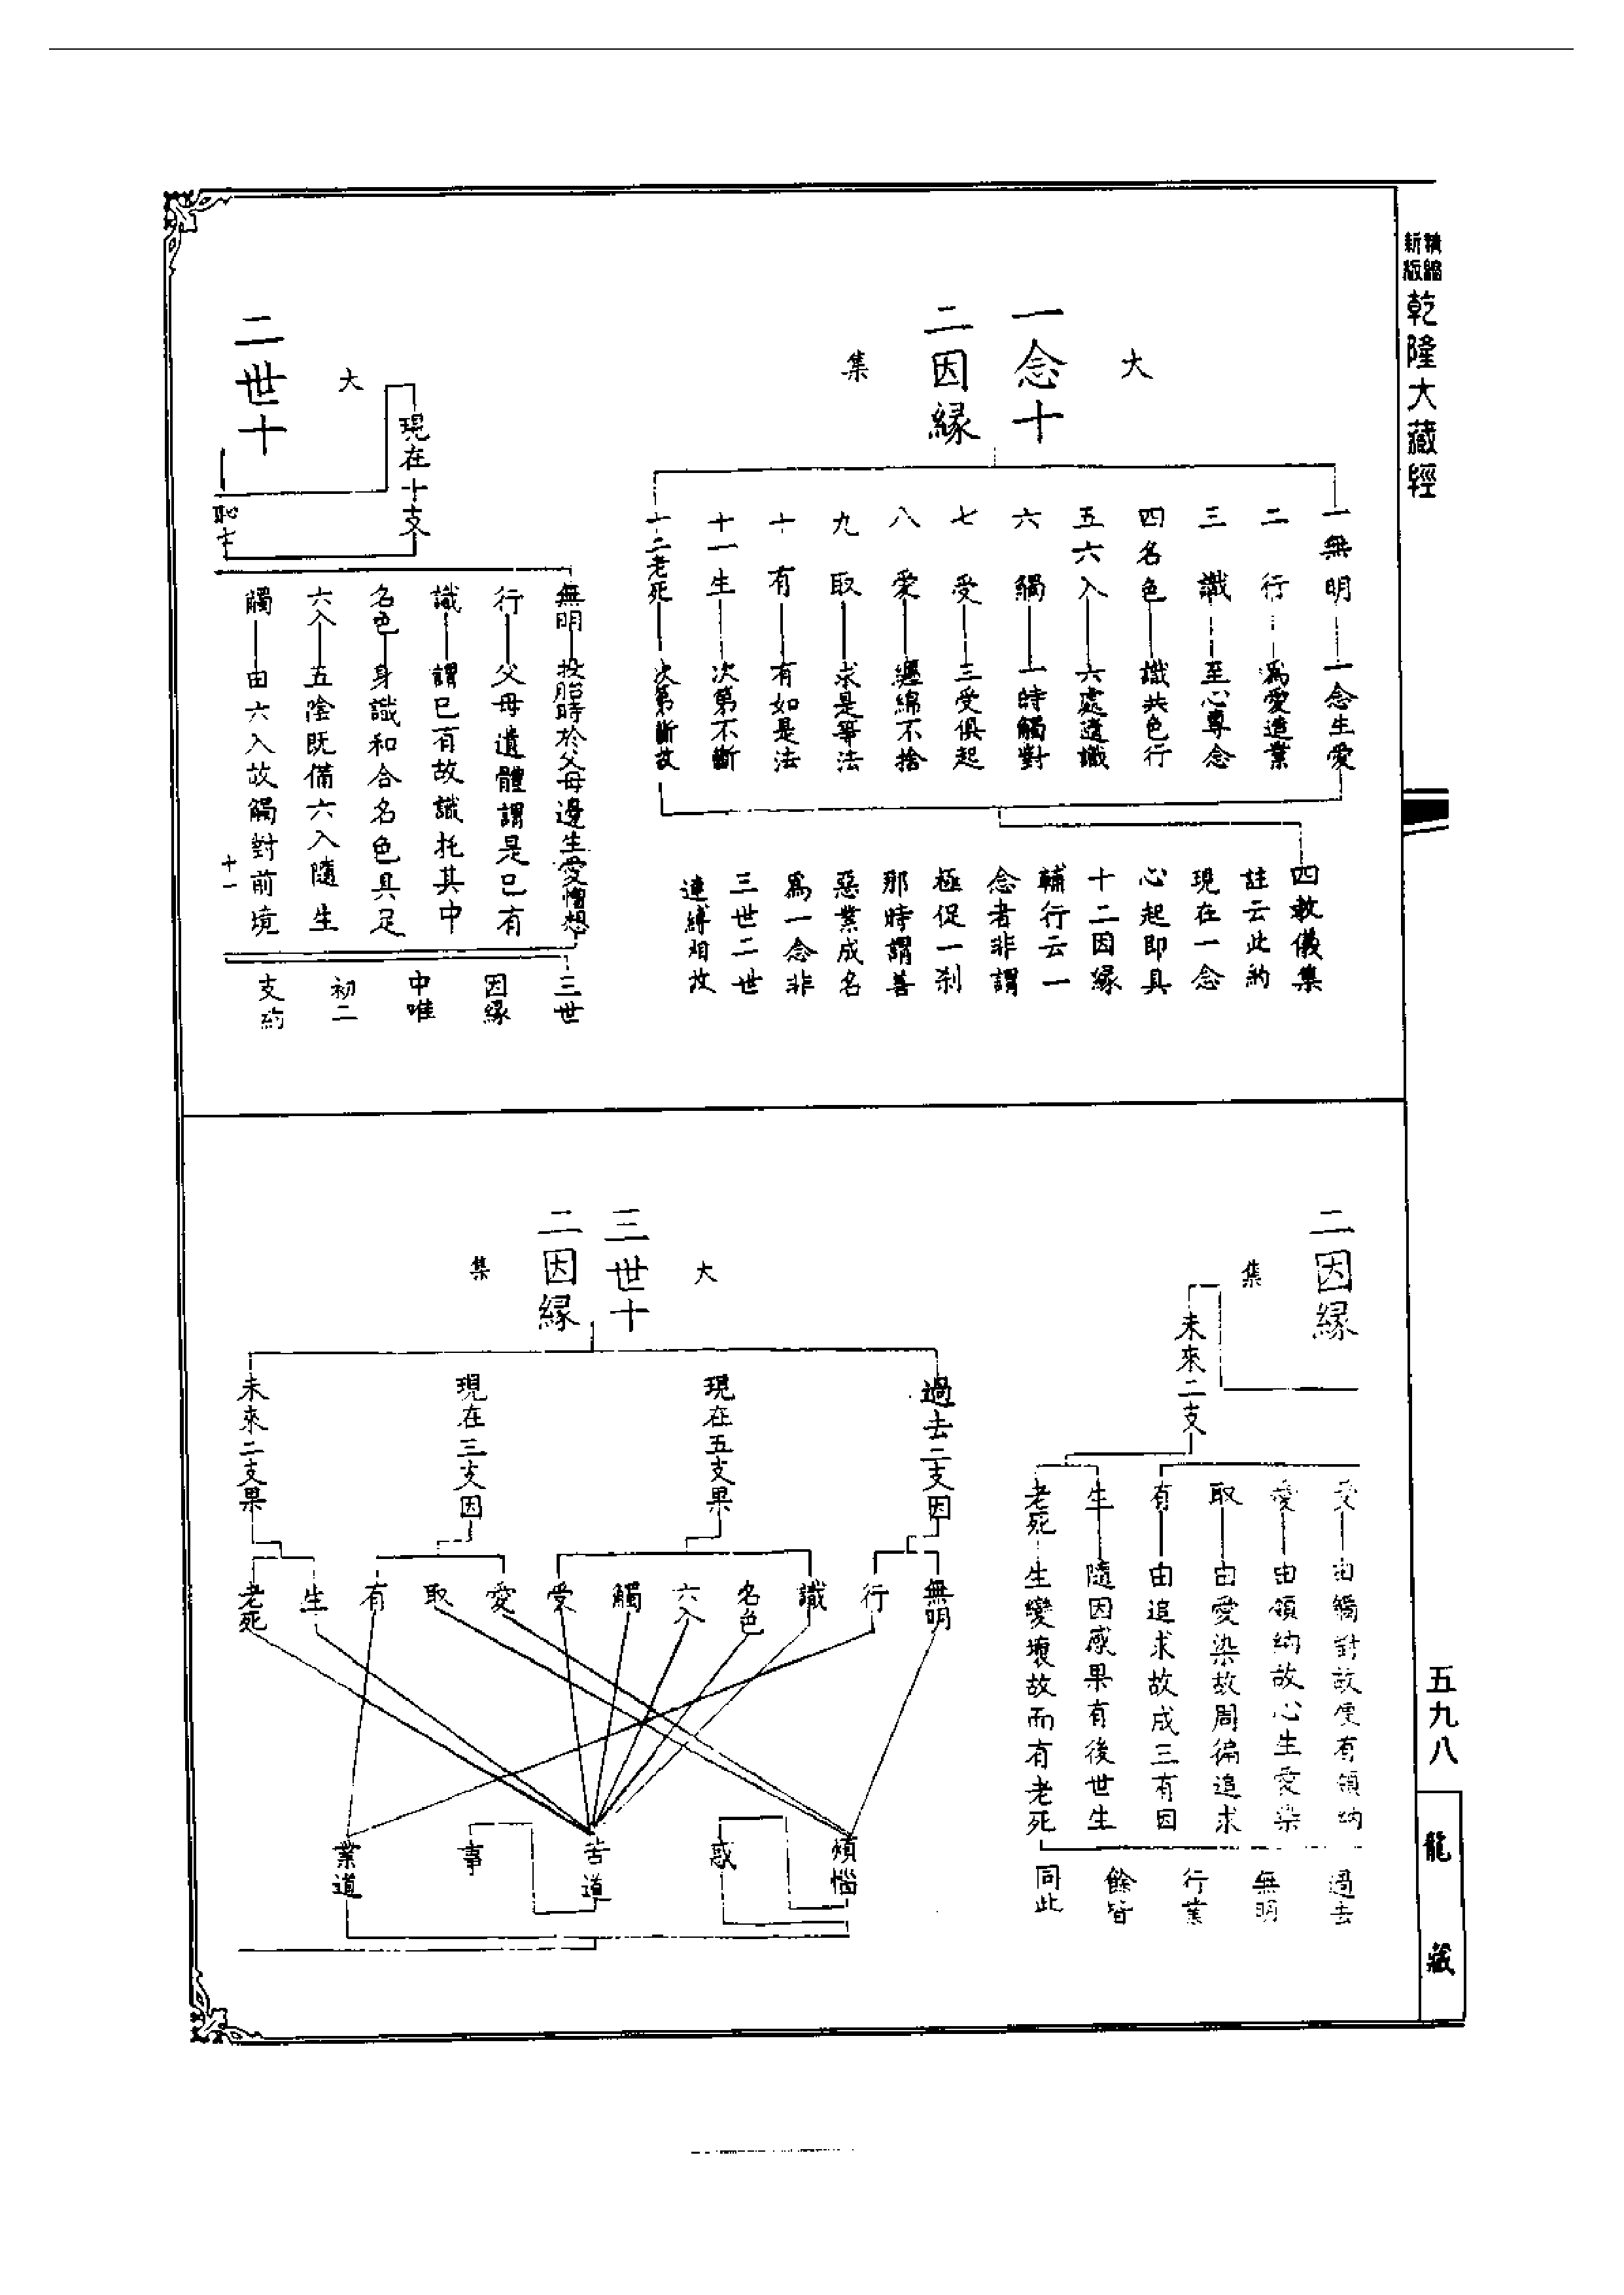 新版
精縮
乾隆大藏經
大
一念十
二因緣
集
一無明 一念生愛
二行 爲愛造業
三識 至心專念
四名色 識共色行
五六入 六處
六觸 一時觸對
七受 三受俱起
八愛 纏綿不捨
九取 求是等法
十有 有如是法
十一生 次第不斷
十二老死 次第斷故
四教儀集
註云此約
現在一念
心起即具
十二因緣
輔行云一
念者非謂
極促一刹
那時謂善
惡業成名
爲一念非
三世二世
連縛相故
現在十支
大
二世十
無明 投胎時於父母邊生愛憎想
行 父母遺體謂是已有
識 謂已有故識托其中
名色 身識和合名色具足
六入 五陰既備六入隨生
觸 由六入故觸對前境
十一
三世
因緣
中唯
初二
支約
二因緣
集
未來二支
受 由觸對故便有領納
愛 由領納故心生愛染
取 由愛染故周徧追求
有 由追求故成三有因
生 隨因感果有後世生
老死 生變壞故而有老死
過去
無明
行業
餘皆
同此
大
三世十
二因緣
集
過去二支因
現在五支果
現在三支因
未來二支果
無明
行
識
名色
六入
觸
受
愛
取
有
生
老死
煩惱
惑
苦道
事
業道
五九八
龍藏